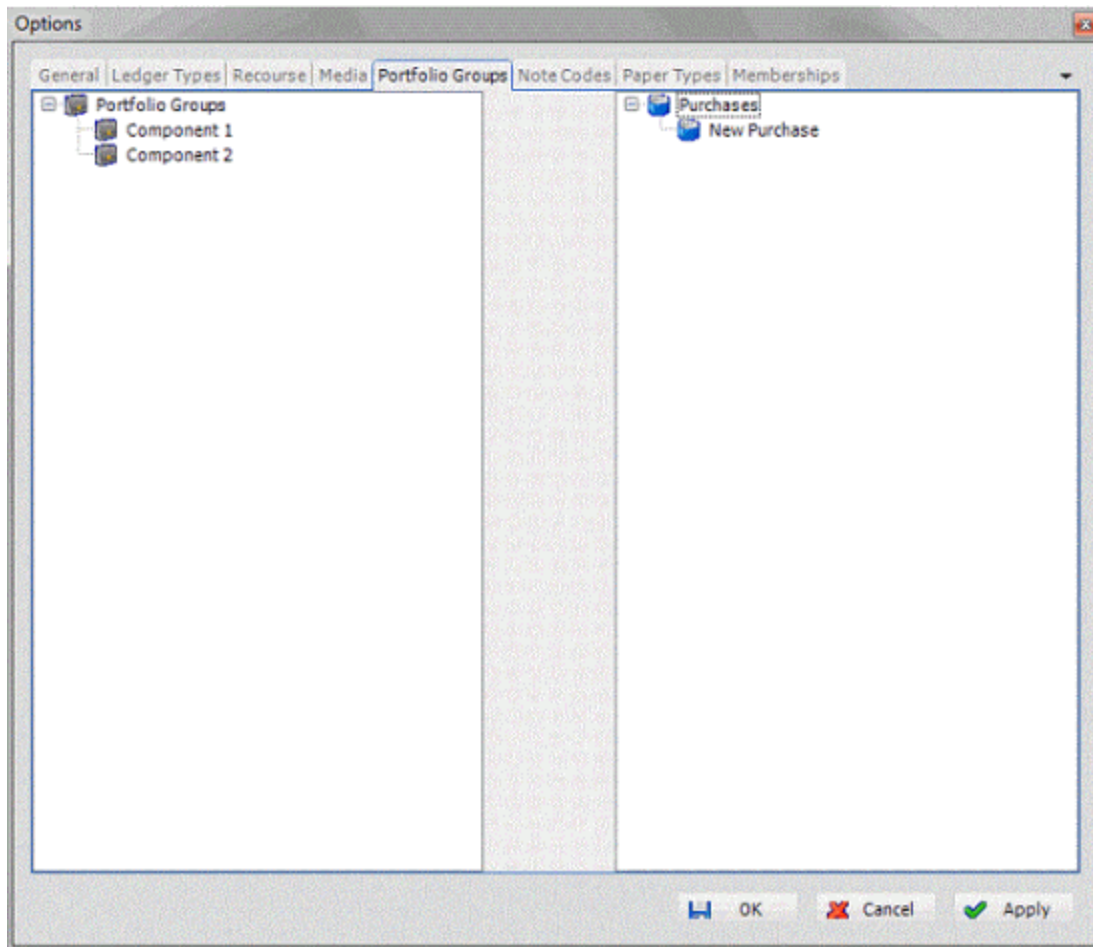 Options
General Ledger Types Recourse Media Portfolio Groups Note Codes Paper Types Memberships
Portfolio Groups
Component 1
Component 2
Purchases
New Purchase
OK Cancel Apply